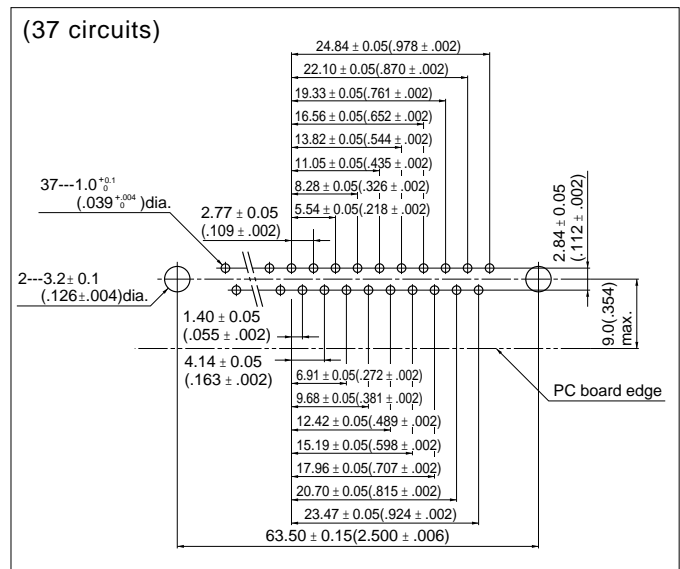 (37 circuits)
24.84 ± 0.05(.978 ± .002)
22.10 ± 0.05(.870 ± .002)
19.33 ± 0.05(.761 ± .002)
16.56 ± 0.05(.652 ± .002)
13.82 ± 0.05(.544 ± .002)
11.05 ± 0.05(.435 ± .002)
8.28 ± 0.05(.326 ± .002)
5.54 ± 0.05(.218 ± .002)
37---1.0 +0.1 0
(.039 +.004 0 )dia.
2.77 ± 0.05
(.109 ± .002)
2.84 ± 0.05
(.112 ± .002)
2---3.2 ± 0.1
(.126±.004)dia.
1.40 ± 0.05
(.055 ± .002)
4.14 ± 0.05
(.163 ± .002)
9.0(.354)
max.
PC board edge
6.91 ± 0.05(.272 ± .002)
9.68 ± 0.05(.381 ± .002)
12.42 ± 0.05(.489 ± .002)
15.19 ± 0.05(.598 ± .002)
17.96 ± 0.05(.707 ± .002)
20.70 ± 0.05(.815 ± .002)
23.47 ± 0.05(.924 ± .002)
63.50 ± 0.15(2.500 ± .006)